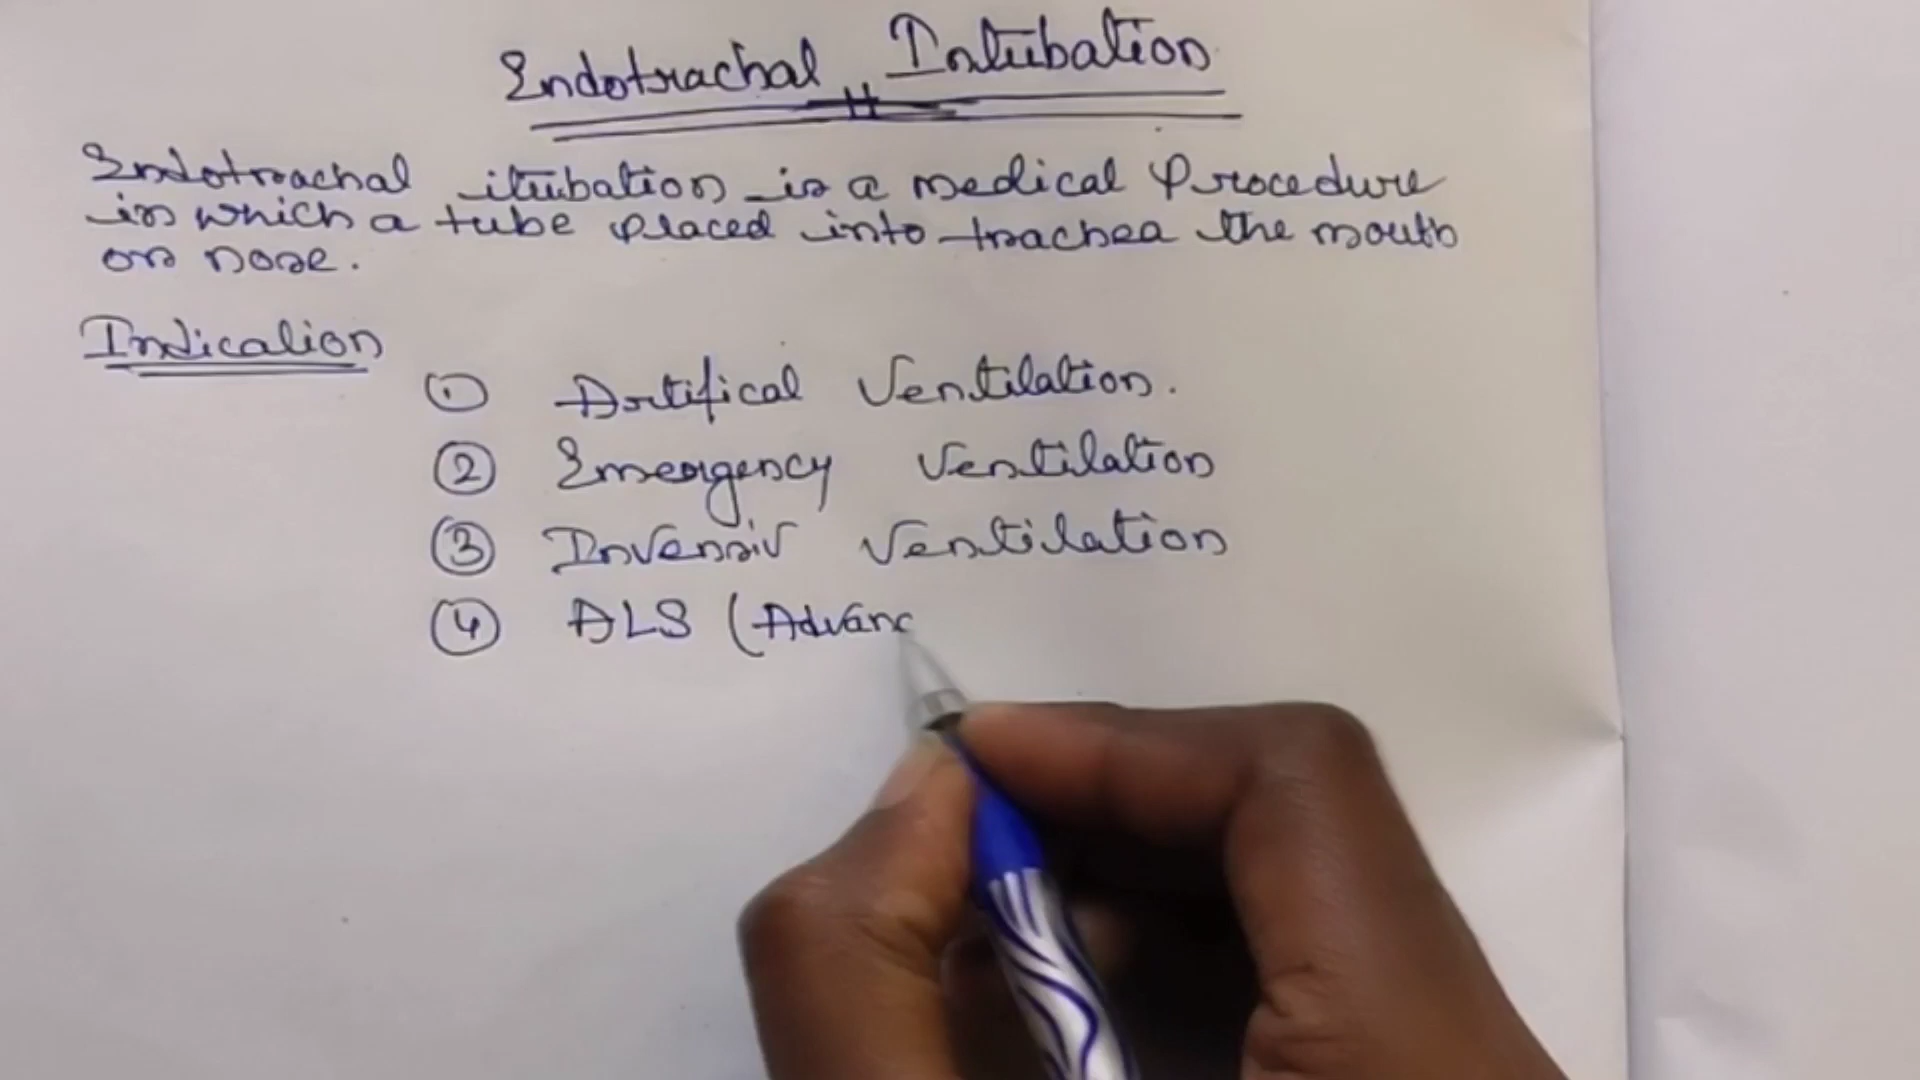 Endotrachal Intubation
Endotrachal itubation is a medical Procedure
in which a tube placed into trachea the mouth
or nose.
Indication
① Artifical Ventilation.
② Emergency Ventilation
③ Invensiv Ventilation
④ ALS (Advanc